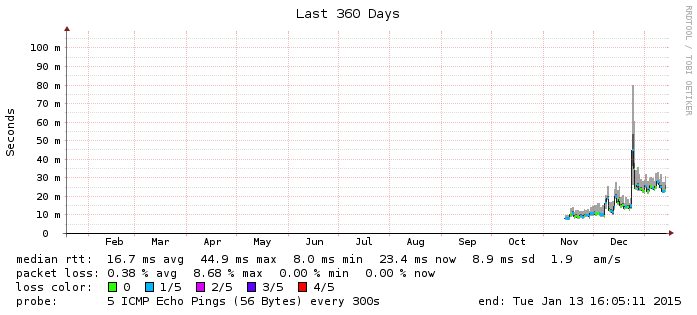 Last 360 Days
RRDTOOL / TOBI OETIKER
Seconds
100 m
90 m
80 m
70 m
60 m
50 m
40 m
30 m
20 m
10 m
0
Feb Mar Apr May Jun Jul Aug Sep Oct Nov Dec
median rtt: 16.7 ms avg 44.9 ms max 8.0 ms min 23.4 ms now 8.9 ms sd 1.9 am/s
packet loss: 0.38 % avg 8.68 % max 0.00 % min 0.00 % now
loss color: 0 1/5 2/5 3/5 4/5
probe: 5 ICMP Echo Pings (56 Bytes) every 300s end: Tue Jan 13 16:05:11 2015